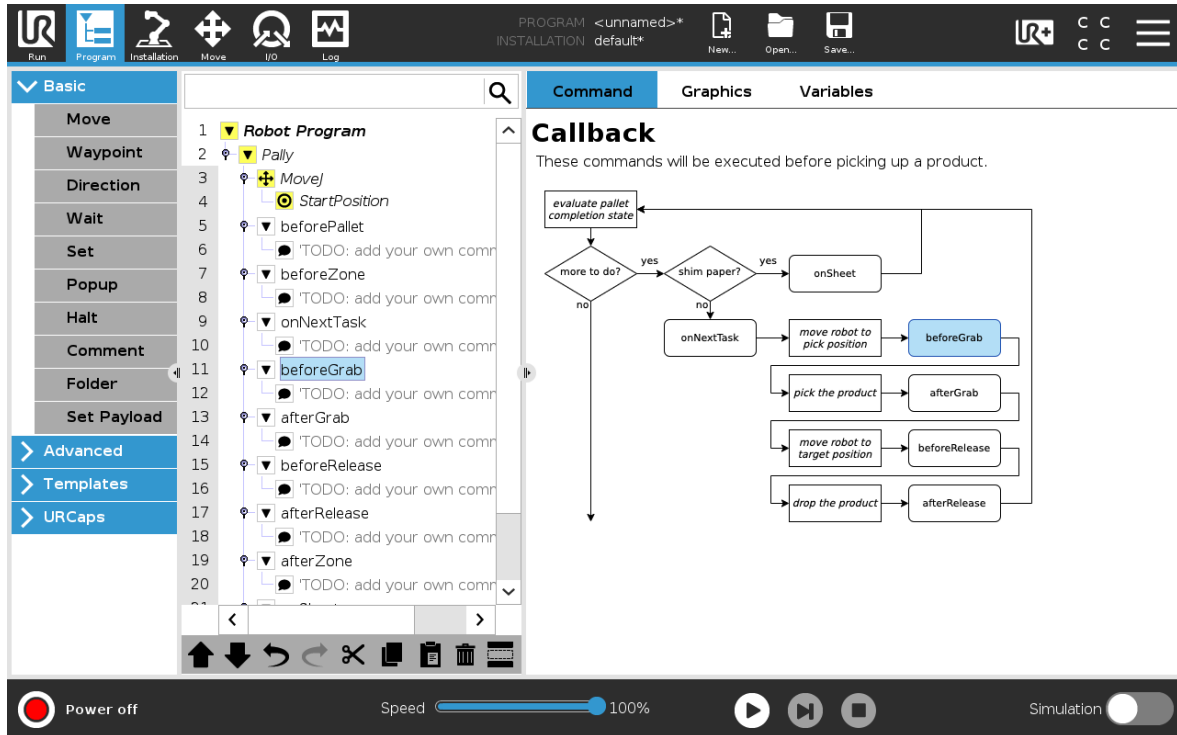 PROGRAM <unnamed>*
INSTALLATION default*
Run
Program
Installation
Move
I/O
Log
New...
Open...
Save...
UR+
C C
C C
Basic
Move
Waypoint
Direction
Wait
Set
Popup
Halt
Comment
Folder
Set Payload
Advanced
Templates
URCaps
1 Robot Program
2 Pally
3 MoveJ
4 StartPosition
5 beforePallet
6 'TODO: add your own comm
7 beforeZone
8 'TODO: add your own comm
9 onNextTask
10 'TODO: add your own comm
11 beforeGrab
12 'TODO: add your own comm
13 afterGrab
14 'TODO: add your own comm
15 beforeRelease
16 'TODO: add your own comm
17 afterRelease
18 'TODO: add your own comm
19 afterZone
20 'TODO: add your own comm
Command Graphics Variables
Callback
These commands will be executed before picking up a product.
evaluate pallet
completion state
more to do?
yes
shim paper?
yes
onSheet
no
no
onNextTask
move robot to
pick position
beforeGrab
pick the product
afterGrab
move robot to
target position
beforeRelease
drop the product
afterRelease
Power off
Speed
100%
Simulation